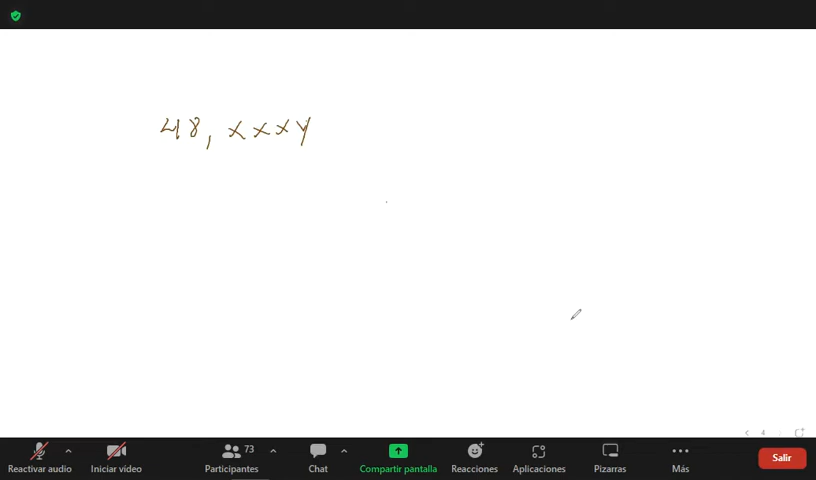 48, XXXY
4
73
Reactivar audio Iniciar video Participantes Chat Compartir pantalla Reacciones Aplicaciones Pizarras Más Salir